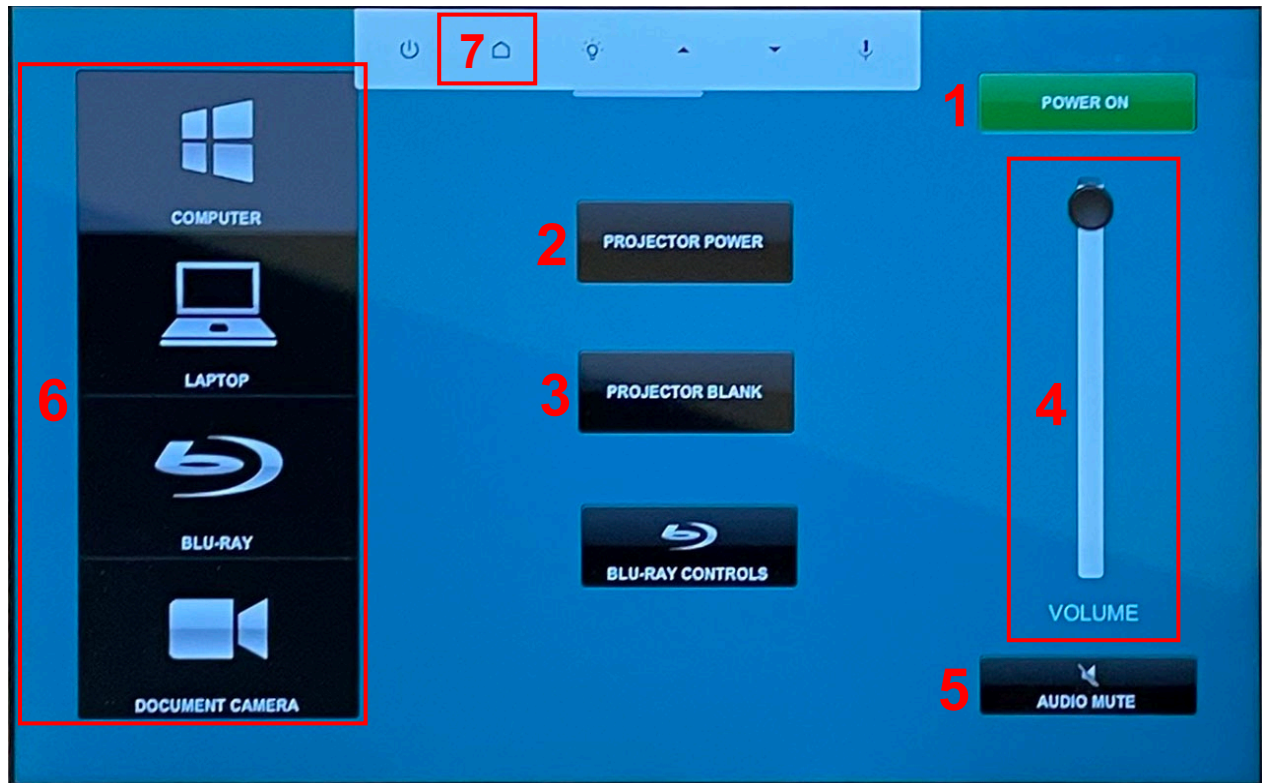 7
1
POWER ON
COMPUTER
2
PROJECTOR POWER
LAPTOP
6
3
PROJECTOR BLANK
4
BLU-RAY
BLU-RAY CONTROLS
VOLUME
DOCUMENT CAMERA
5
AUDIO MUTE